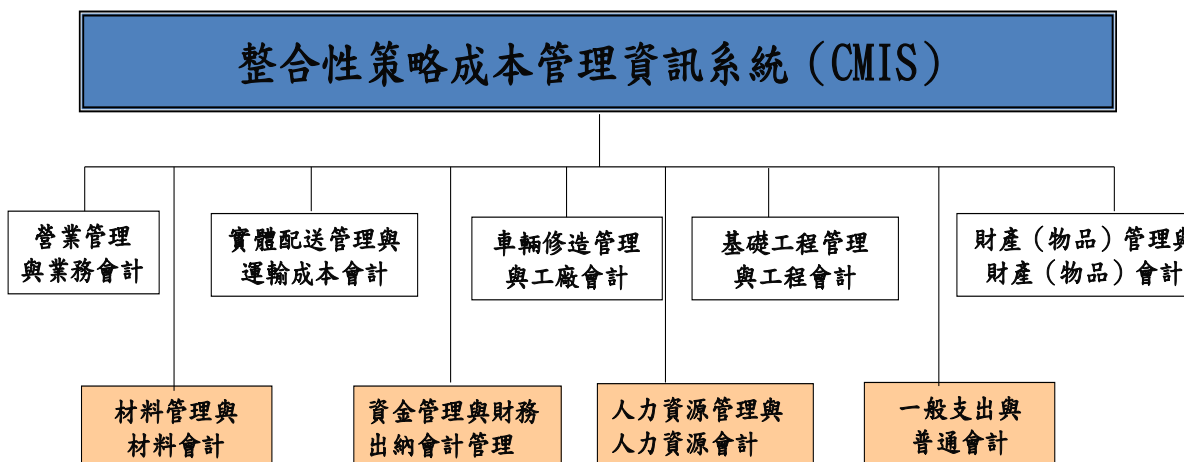 整合性策略成本管理資訊系統（CMIS）
營業管理
與業務會計
實體配送管理與
運輸成本會計
車輛修造管理
與工廠會計
基礎工程管理
與工程會計
財產（物品）管理與
財產（物品）會計
材料管理與
材料會計
資金管理與財務
出納會計管理
人力資源管理與
人力資源會計
一般支出與
普通會計